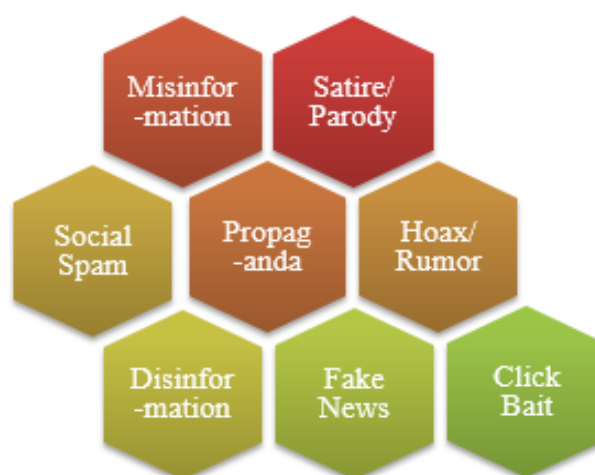 Misinfor
-mation
Satire/
Parody
Social
Spam
Propag
-anda
Hoax/
Rumor
Disinfor
-mation
Fake
News
Click
Bait